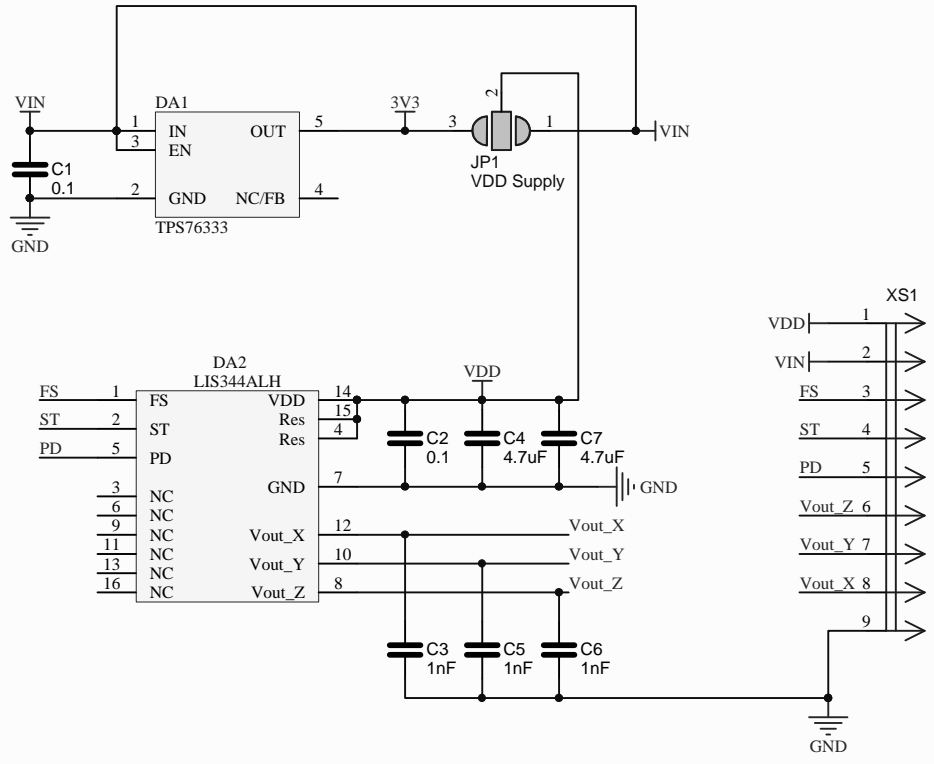 VIN
DA1
1 IN
3 EN
2 GND
OUT 5
NC/FB 4
TPS76333
C1
0.1
GND
3V3
3
2
1
JP1
VDD Supply
VIN
DA2
LIS344ALH
FS 1 FS
ST 2 ST
PD 5 PD
3 NC
6 NC
9 NC
11 NC
13 NC
16 NC
VDD 14
Res 15
Res 4
GND 7
Vout_X 12
Vout_Y 10
Vout_Z 8
VDD
C2
0.1
C4
4.7uF
C7
4.7uF
GND
Vout_X
Vout_Y
Vout_Z
C3
1nF
C5
1nF
C6
1nF
XS1
VDD 1
VIN 2
FS 3
ST 4
PD 5
Vout_Z 6
Vout_Y 7
Vout_X 8
9
GND